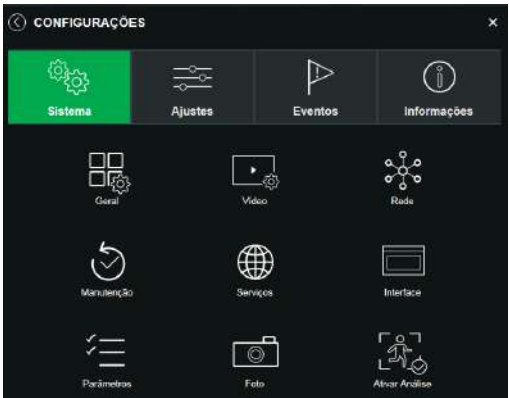 CONFIGURAÇÕES
Sistema Ajustes Eventos Informações
Geral Vídeo Rede
Manutenção Serviços Interface
Parâmetros Foto Ativar Análise